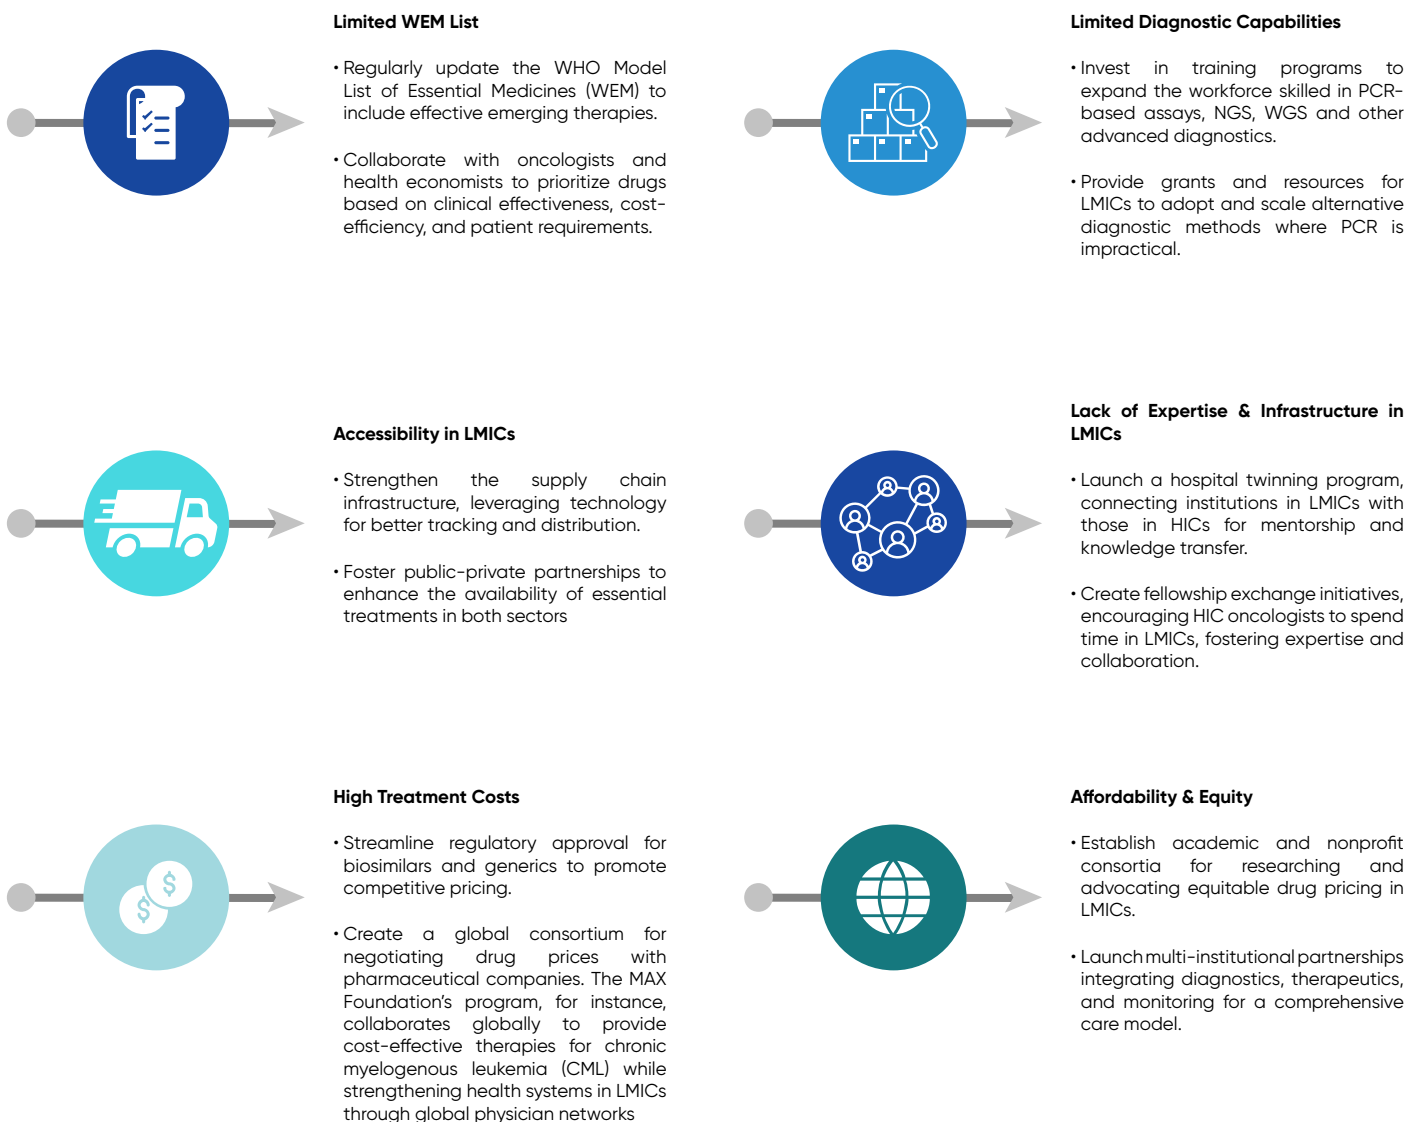 Limited WEM List
• Regularly update the WHO Model
List of Essential Medicines (WEM) to
include effective emerging therapies.
• Collaborate with oncologists and
health economists to prioritize drugs
based on clinical effectiveness, cost-
efficiency, and patient requirements.
Limited Diagnostic Capabilities
• Invest in training programs to
expand the workforce skilled in PCR-
based assays, NGS, WGS and other
advanced diagnostics.
• Provide grants and resources for
LMICs to adopt and scale alternative
diagnostic methods where PCR is
impractical.
Accessibility in LMICs
• Strengthen the supply chain
infrastructure, leveraging technology
for better tracking and distribution.
• Foster public-private partnerships to
enhance the availability of essential
treatments in both sectors
Lack of Expertise & Infrastructure in
LMICs
• Launch a hospital twinning program,
connecting institutions in LMICs with
those in HICs for mentorship and
knowledge transfer.
• Create fellowship exchange initiatives,
encouraging HIC oncologists to spend
time in LMICs, fostering expertise and
collaboration.
High Treatment Costs
• Streamline regulatory approval for
biosimilars and generics to promote
competitive pricing.
• Create a global consortium for
negotiating drug prices with
pharmaceutical companies. The MAX
Foundation's program, for instance,
collaborates globally to provide
cost-effective therapies for chronic
myelogenous leukemia (CML) while
strengthening health systems in LMICs
through global physician networks
$
$
Affordability & Equity
• Establish academic and nonprofit
consortia for researching and
advocating equitable drug pricing in
LMICs.
• Launch multi-institutional partnerships
integrating diagnostics, therapeutics,
and monitoring for a comprehensive
care model.